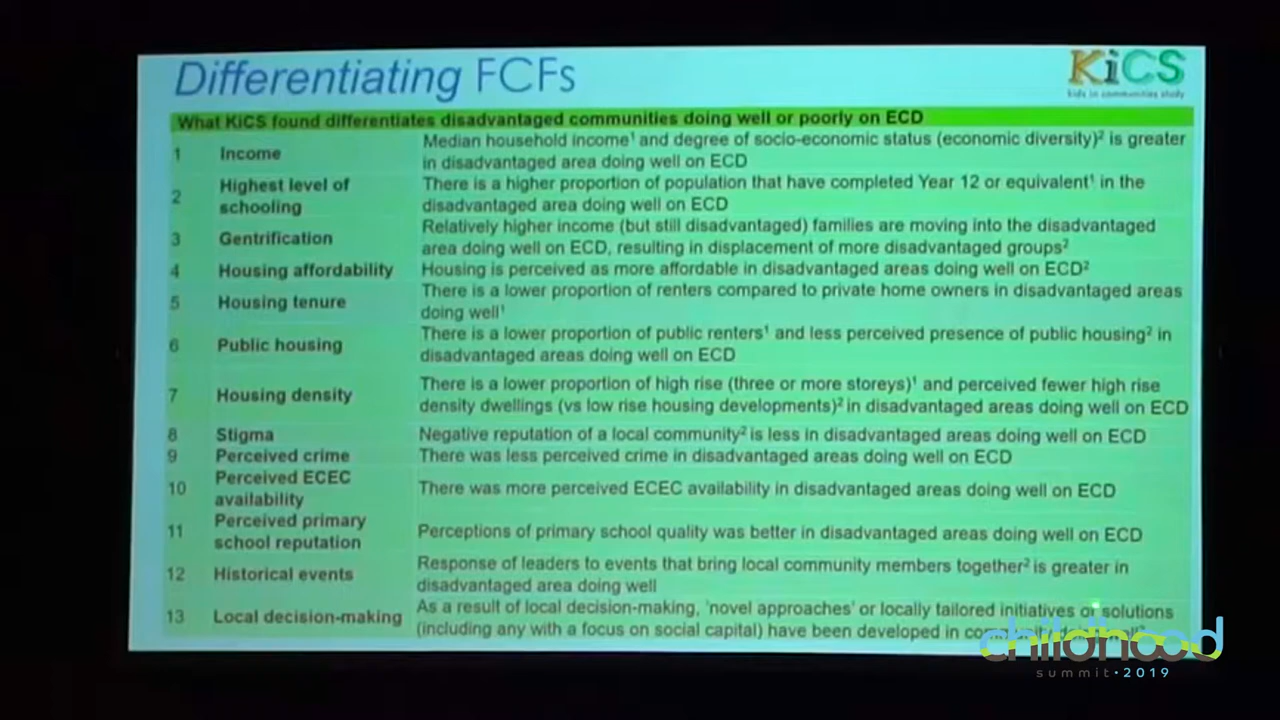 Differentiating FCFs
KiCS
kids in communities study
What KiCS found differentiates disadvantaged communities doing well or poorly on ECD
1 Income Median household income¹ and degree of socio-economic status (economic diversity)² is greater
in disadvantaged area doing well on ECD
2 Highest level of schooling There is a higher proportion of population that have completed Year 12 or equivalent¹ in the
disadvantaged area doing well on ECD
3 Gentrification Relatively higher income (but still disadvantaged) families are moving into the disadvantaged
area doing well on ECD, resulting in displacement of more disadvantaged groups²
4 Housing affordability Housing is perceived as more affordable in disadvantaged areas doing well on ECD²
5 Housing tenure There is a lower proportion of renters compared to private home owners in disadvantaged areas
doing well¹
6 Public housing There is a lower proportion of public renters¹ and less perceived presence of public housing² in
disadvantaged areas doing well on ECD
7 Housing density There is a lower proportion of high rise (three or more storeys)¹ and perceived fewer high rise
density dwellings (vs low rise housing developments)² in disadvantaged areas doing well on ECD
8 Stigma Negative reputation of a local community² is less in disadvantaged areas doing well on ECD
9 Perceived crime There was less perceived crime in disadvantaged areas doing well on ECD
10 Perceived ECEC availability There was more perceived ECEC availability in disadvantaged areas doing well on ECD
11 Perceived primary school reputation Perceptions of primary school quality was better in disadvantaged areas doing well on ECD
12 Historical events Response of leaders to events that bring local community members together² is greater in
disadvantaged area doing well
13 Local decision-making As a result of local decision-making, 'novel approaches' or locally tailored initiatives or solutions
(including any with a focus on social capital) have been developed in
childhood
summit • 2019